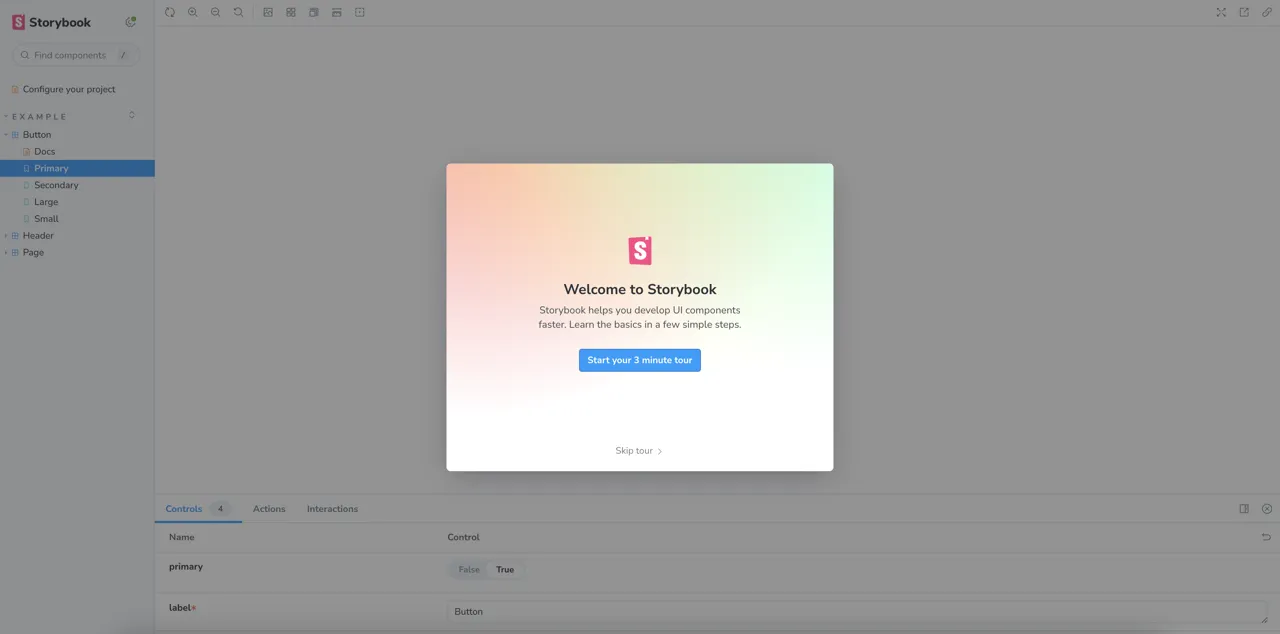 Storybook
Find components /
Configure your project
EXAMPLE
Button
Docs
Primary
Secondary
Large
Small
Header
Page
S
Welcome to Storybook
Storybook helps you develop UI components
faster. Learn the basics in a few simple steps.
Start your 3 minute tour
Skip tour
Controls 4 Actions Interactions
Name Control
primary False True
label* Button